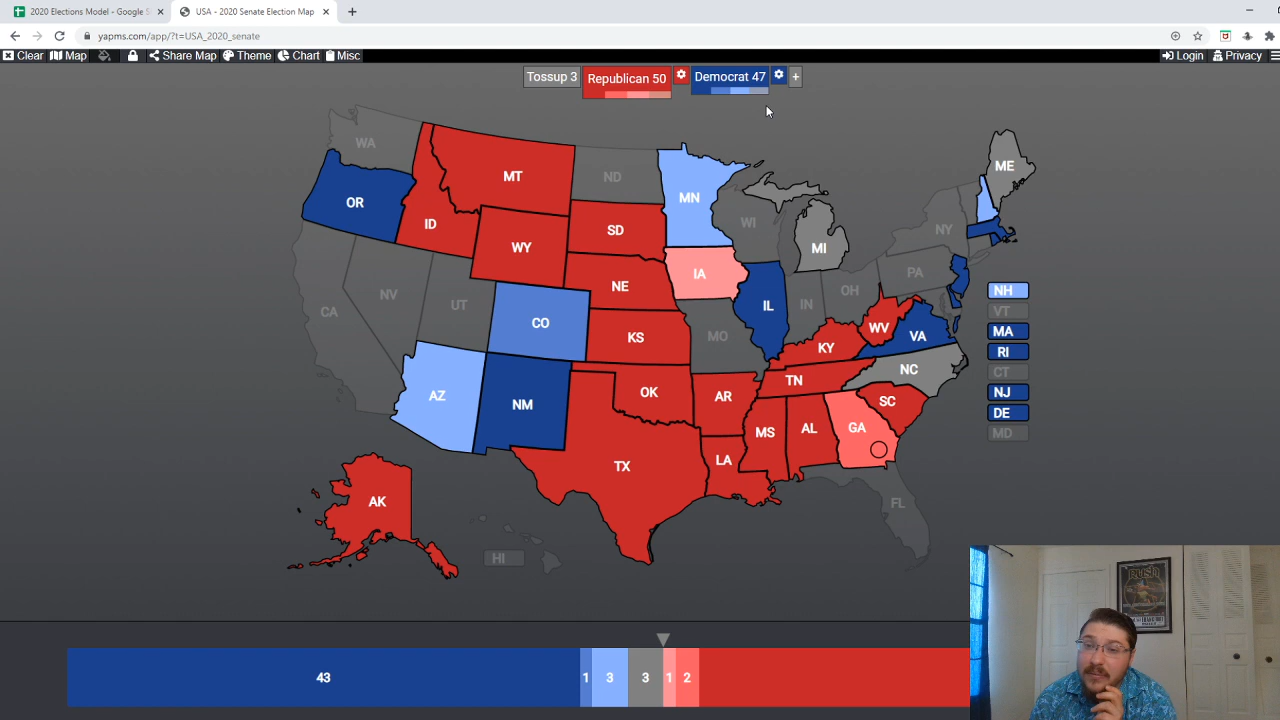 2020 Elections Model - Google S
USA - 2020 Senate Election Map
yapms.com/app/?t=USA_2020_senate
Clear
Map
Share Map
Theme
Chart
Misc
Login
Privacy
Tossup 3
Republican 50
Democrat 47
+
WA
OR
MT
ID
WY
ND
SD
NE
MN
WI
IA
MI
ME
NY
PA
CA
NV
UT
CO
KS
MO
IL
IN
OH
WV
VA
KY
NC
TN
SC
AZ
NM
OK
AR
MS
AL
GA
TX
LA
FL
AK
HI
NH
VT
MA
RI
CT
NJ
DE
MD
43
1
3
3
1
2
RUSH